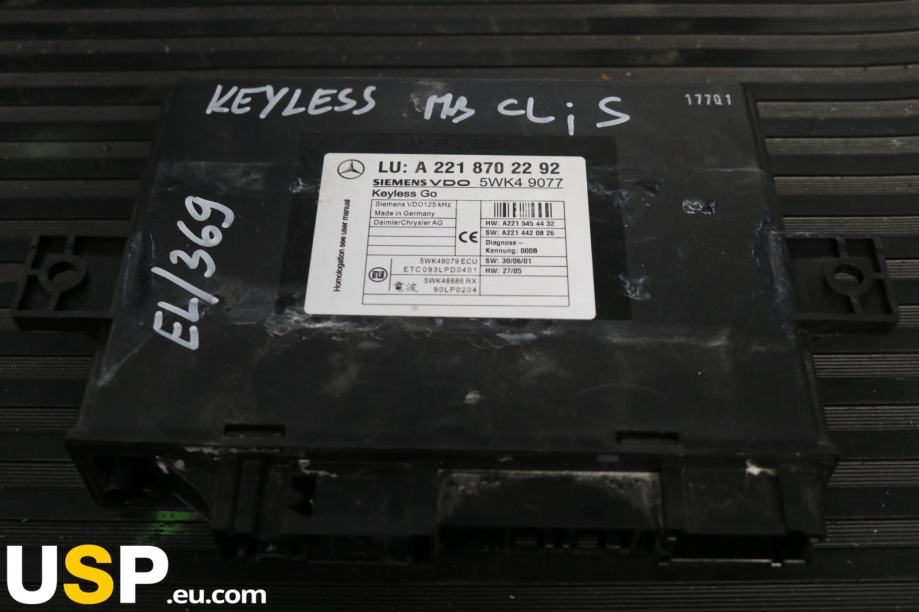 KEYLESS MB CL i S
17701
EL/369
LU: A 221 870 22 92
SIEMENS VDO 5WK4 9077
Keyless Go
Siemens VDO125 kHz
Made in Germany
DaimlerChrysler AG
HW: A221 545 44 32
SW: A221 442 08 26
CE
Diagnose -
Kennung: 000B
SW: 30/06/01
HW: 27/05
5WK48079 ECU
ETC093LPD0401
5WK48886 RX
90LP0204
電波
Homologation see user manual
USP.eu.com